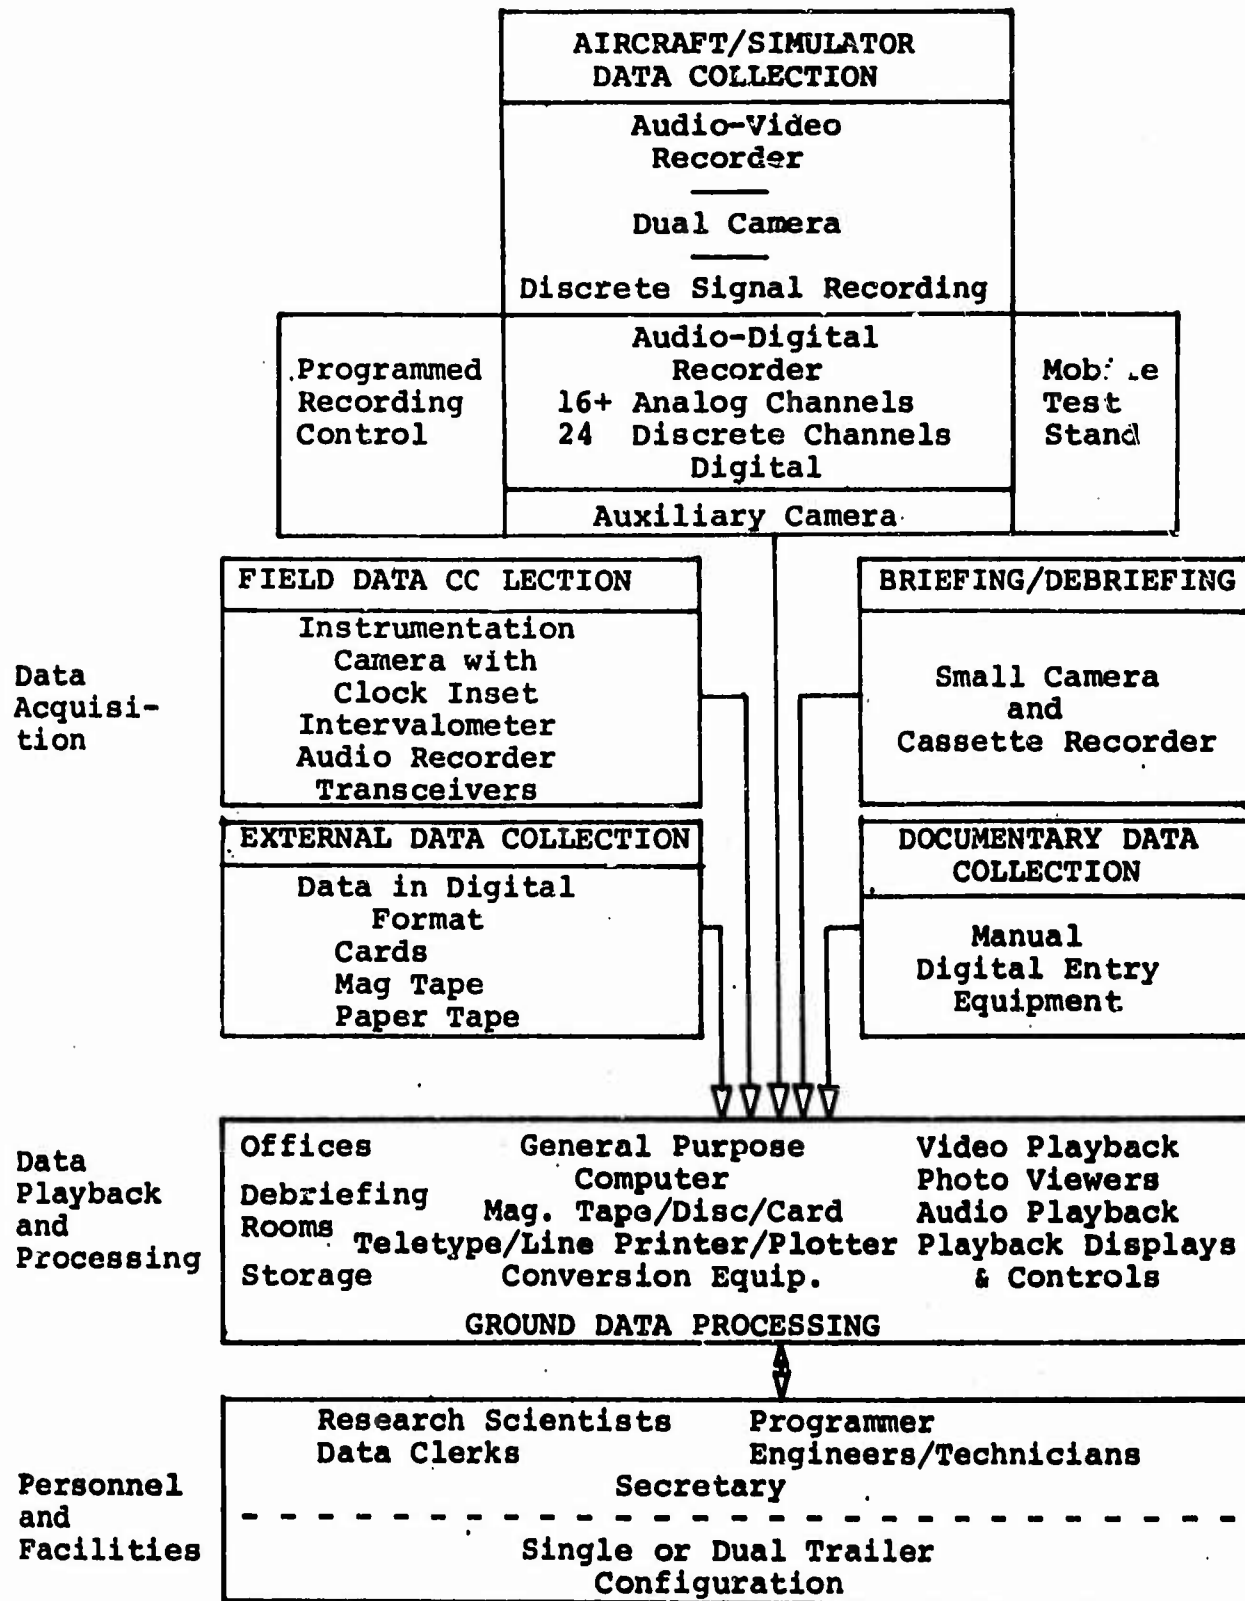 AIRCRAFT/SIMULATOR
DATA COLLECTION
Audio-Video
Recorder
Dual Camera
Discrete Signal Recording
Programmed
Recording
Control
Audio-Digital
Recorder
16+ Analog Channels
24 Discrete Channels
Digital
Auxiliary Camera
Test
Stand
Data
Acquisi-
tion
FIELD DATA
Instrumentation
Camera with
Clock Inset
Intervalometer
Audio Recorder
Transceivers
BRIEFING/DEBRIEFING
Small Camera
and
Cassette Recorder
EXTERNAL DATA COLLECTION
Data in Digital
Format
Cards
Mag Tape
Paper Tape
DOCUMENTARY DATA
COLLECTION
Manual
Digital Entry
Equipment
Data
Playback
and
Processing
Offices
Debriefing
Rooms
Storage
General Purpose
Computer
Mag. Tape/Disc/Card
Teletype/Line Printer/Plotter
Conversion Equip.
Video Playback
Photo Viewers
Audio Playback
Playback Displays
& Controls
GROUND DATA PROCESSING
Personnel
and
Facilities
Research Scientists Programmer
Data Clerks Engineers/Technicians
Secretary
Single or Dual Trailer
Configuration